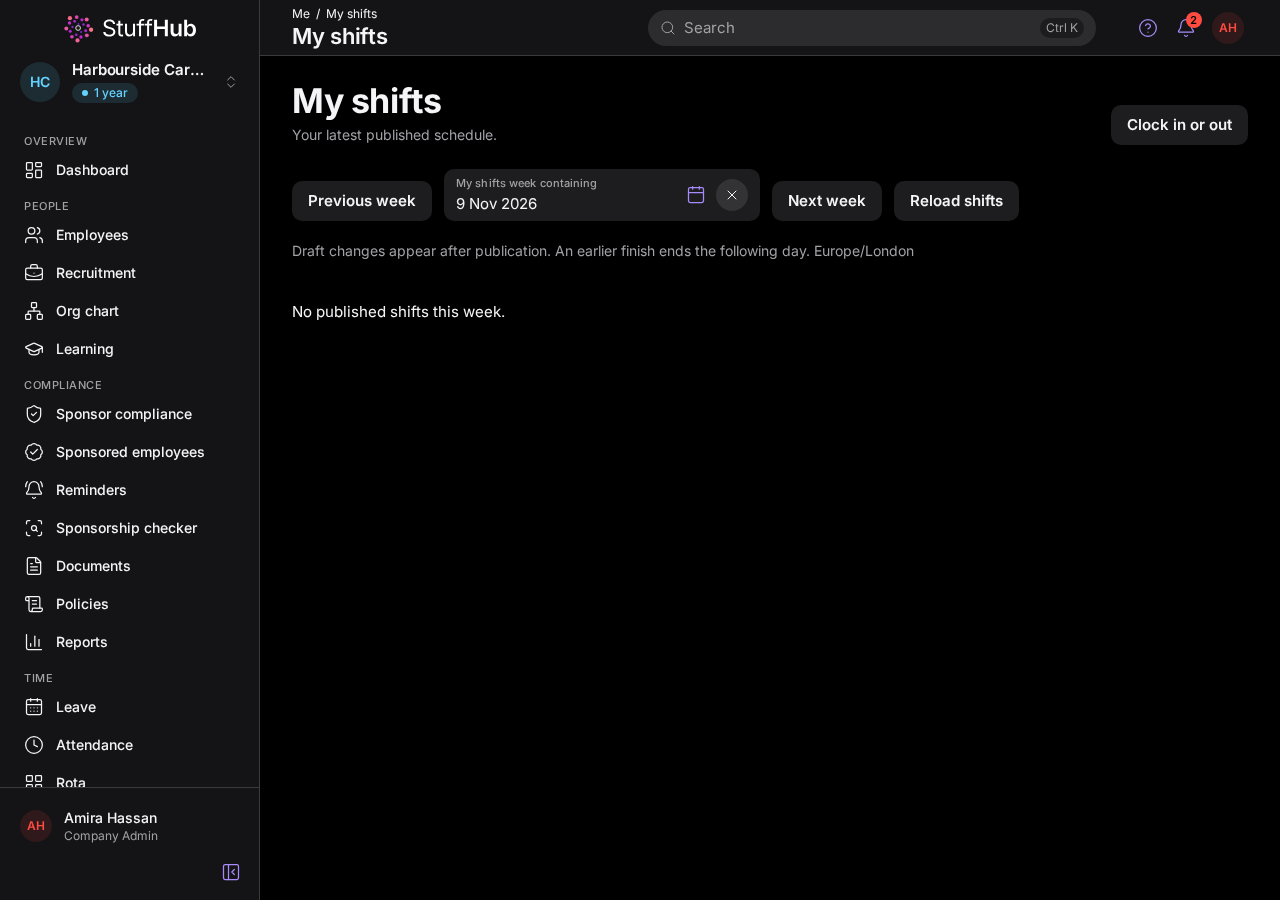 StuffHub
HC
Harbourside Car...
1 year
OVERVIEW
Dashboard
PEOPLE
Employees
Recruitment
Org chart
Learning
COMPLIANCE
Sponsor compliance
Sponsored employees
Reminders
Sponsorship checker
Documents
Policies
Reports
TIME
Leave
Attendance
Rota
AH
Amira Hassan
Company Admin
Me / My shifts
My shifts
Search
Ctrl K
2
AH
My shifts
Your latest published schedule.
Clock in or out
Previous week
My shifts week containing
9 Nov 2026
Next week
Reload shifts
Draft changes appear after publication. An earlier finish ends the following day. Europe/London
No published shifts this week.